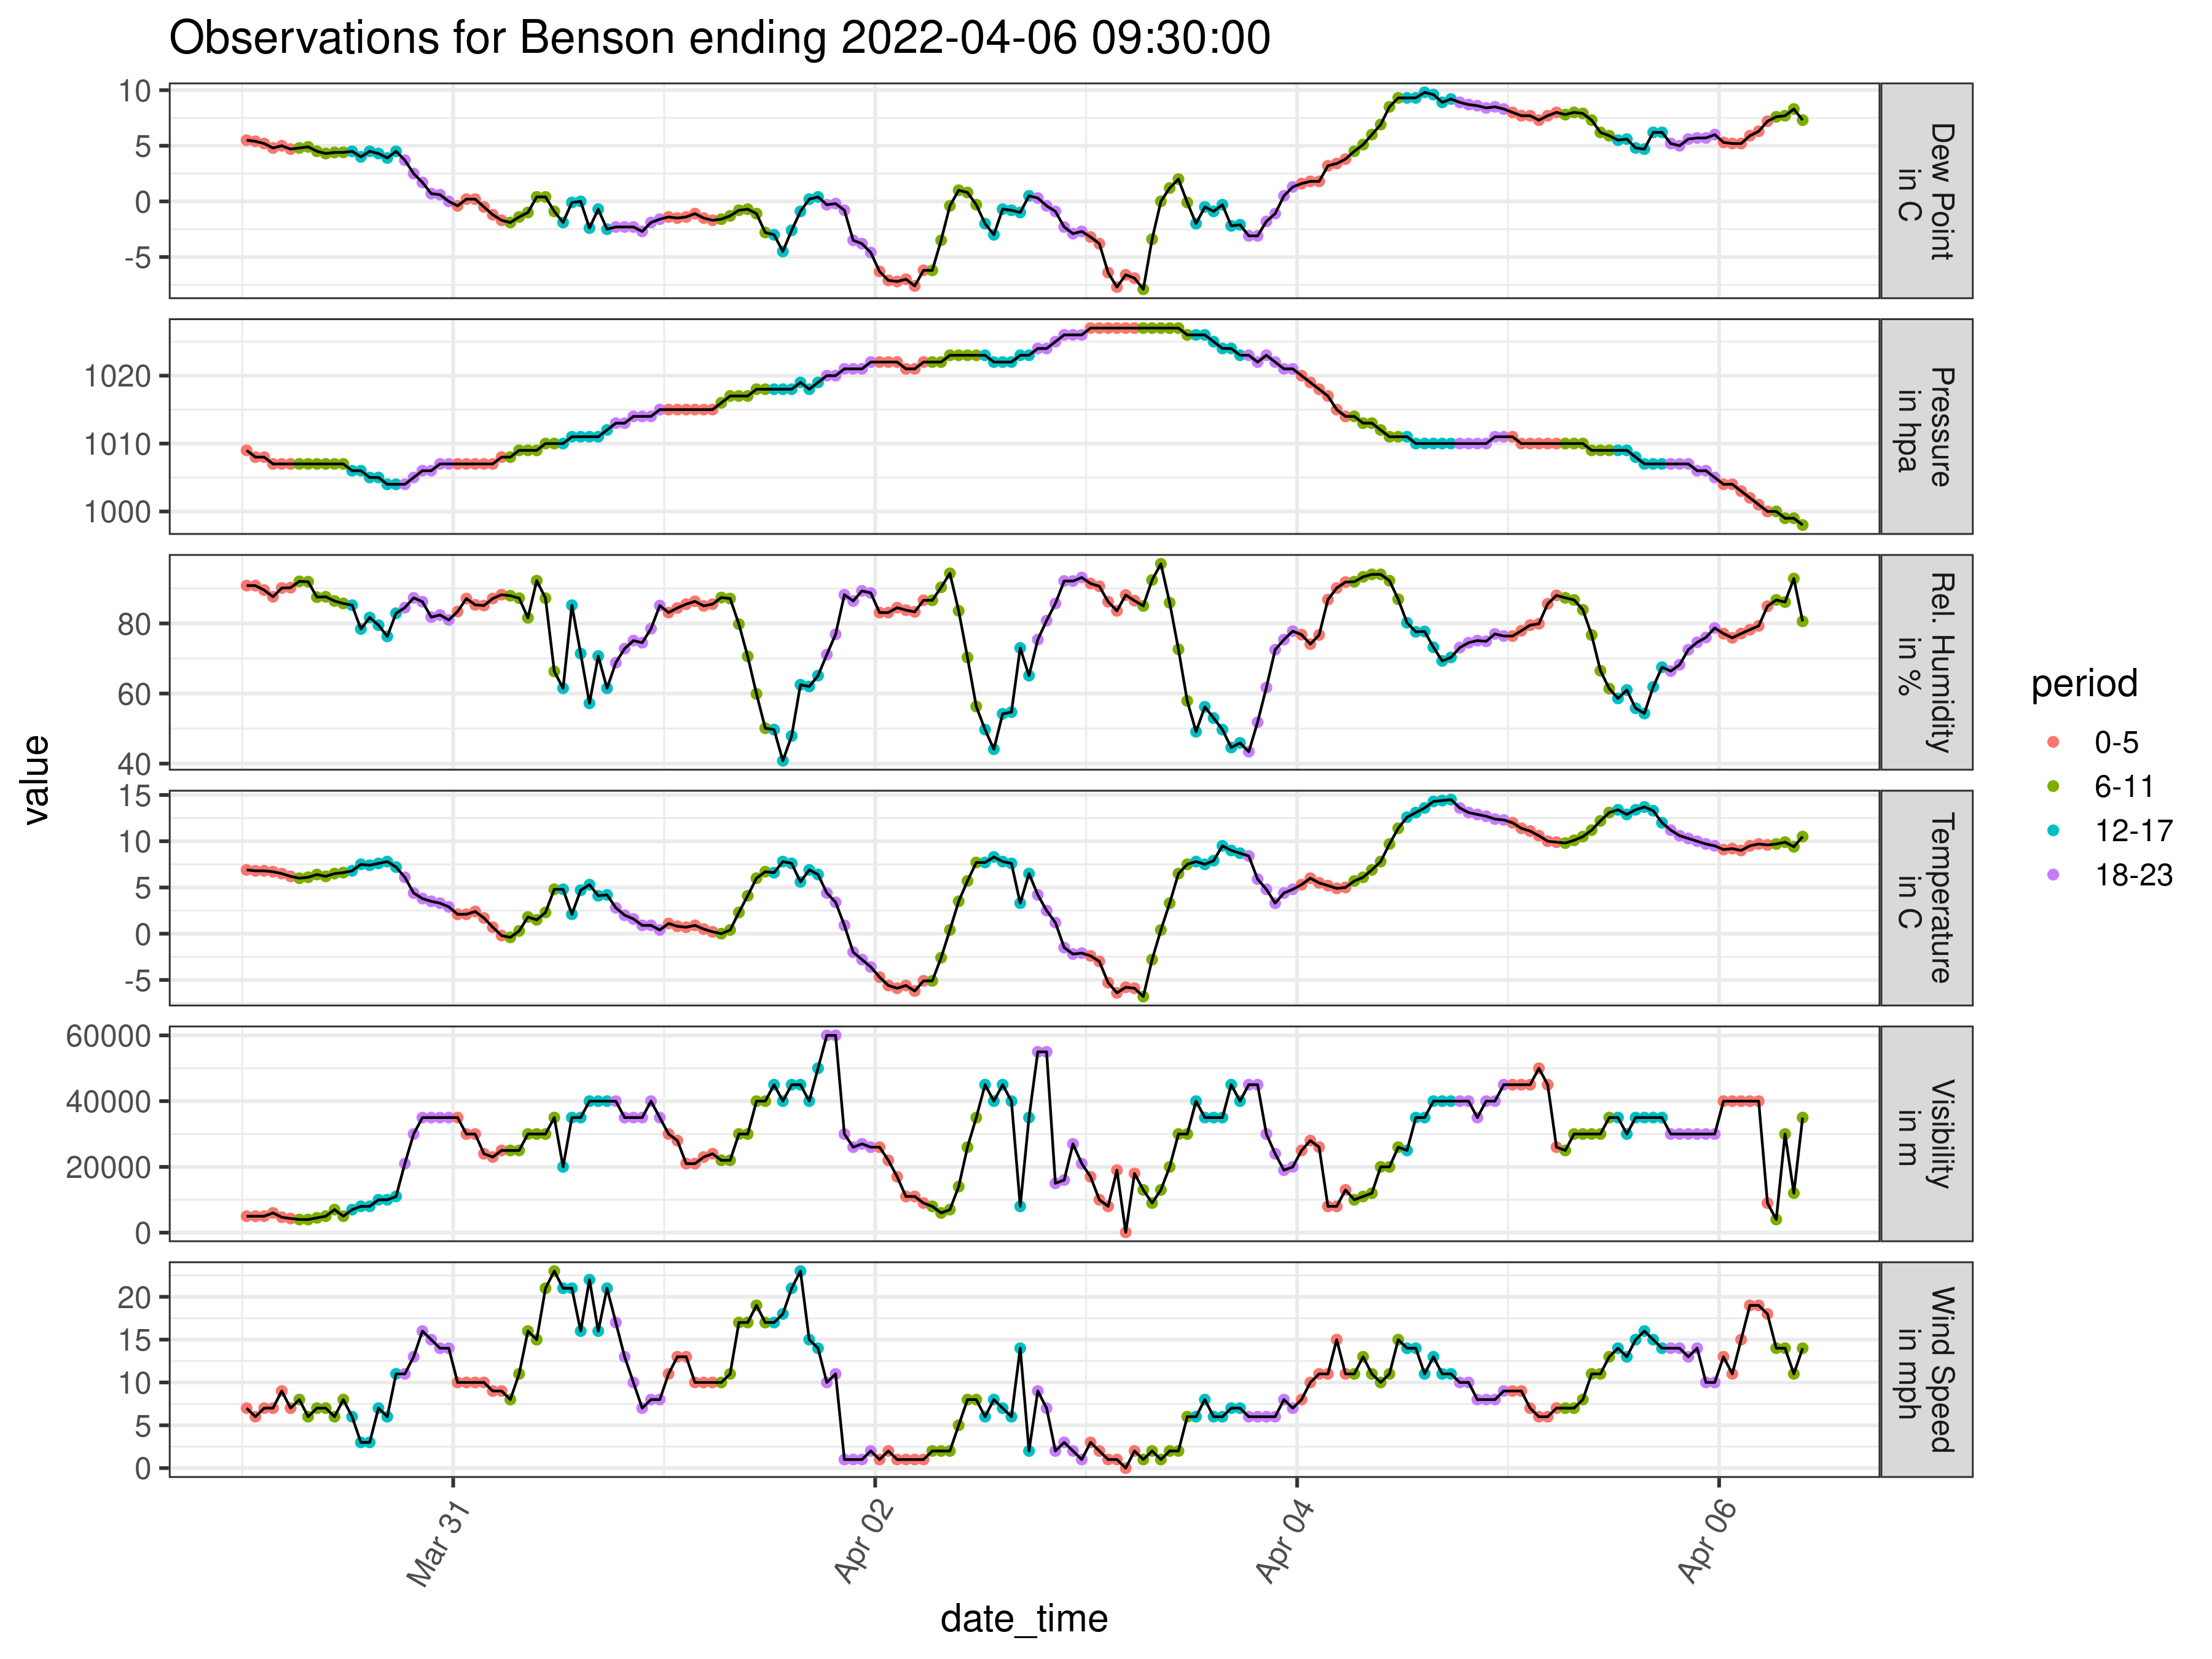 Observations for Benson ending 2022-04-06 09:30:00
value
10
5
0
-5
Dew Point
in C
1020
1010
1000
Pressure
in hpa
80
60
40
Rel. Humidity
in %
15
10
5
0
-5
Temperature
in C
60000
40000
20000
0
Visibility
in m
20
15
10
5
0
Wind Speed
in mph
Mar 31
Apr 02
Apr 04
Apr 06
date_time
period
0-5
6-11
12-17
18-23